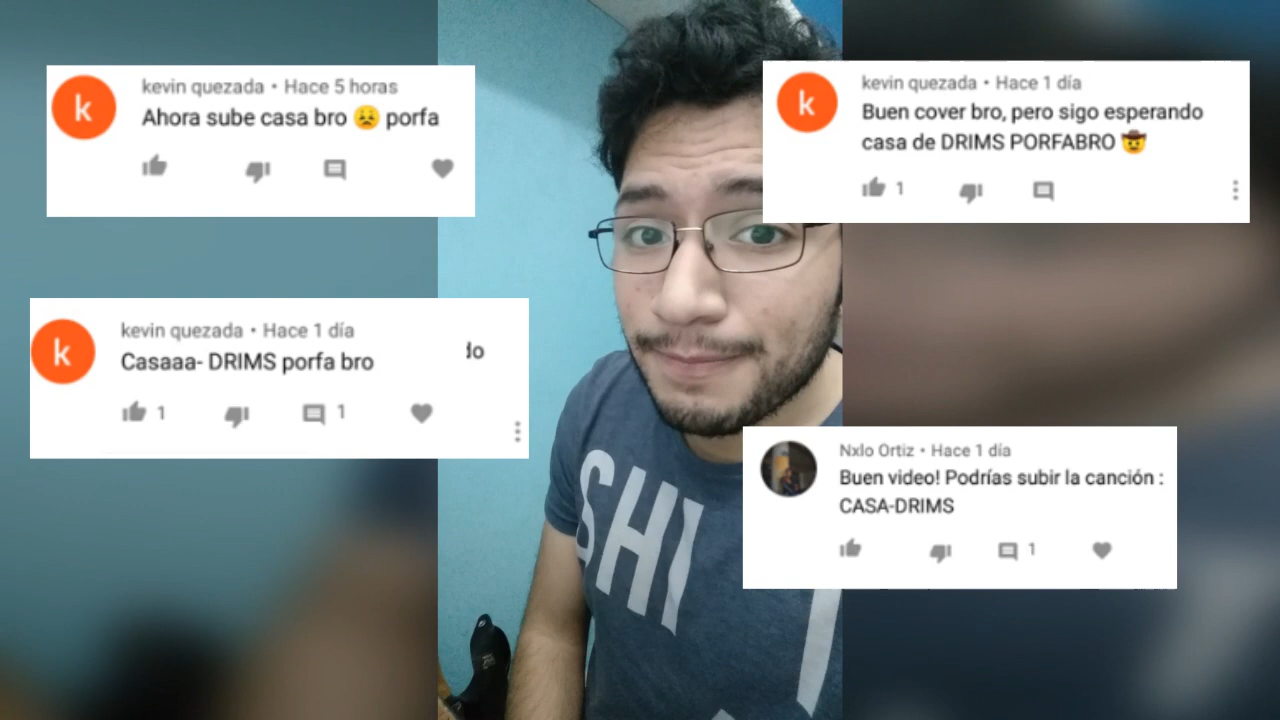 k
kevin quezada • Hace 5 horas
Ahora sube casa bro 😣 porfa
k
kevin quezada • Hace 1 día
Buen cover bro, pero sigo esperando
casa de DRIMS PORFABRO 🤠
1
k
kevin quezada • Hace 1 día
Casaaa- DRIMS porfa bro
do
1 1
Nxlo Ortiz • Hace 1 día
Buen video! Podrías subir la canción :
CASA-DRIMS
1
SHI